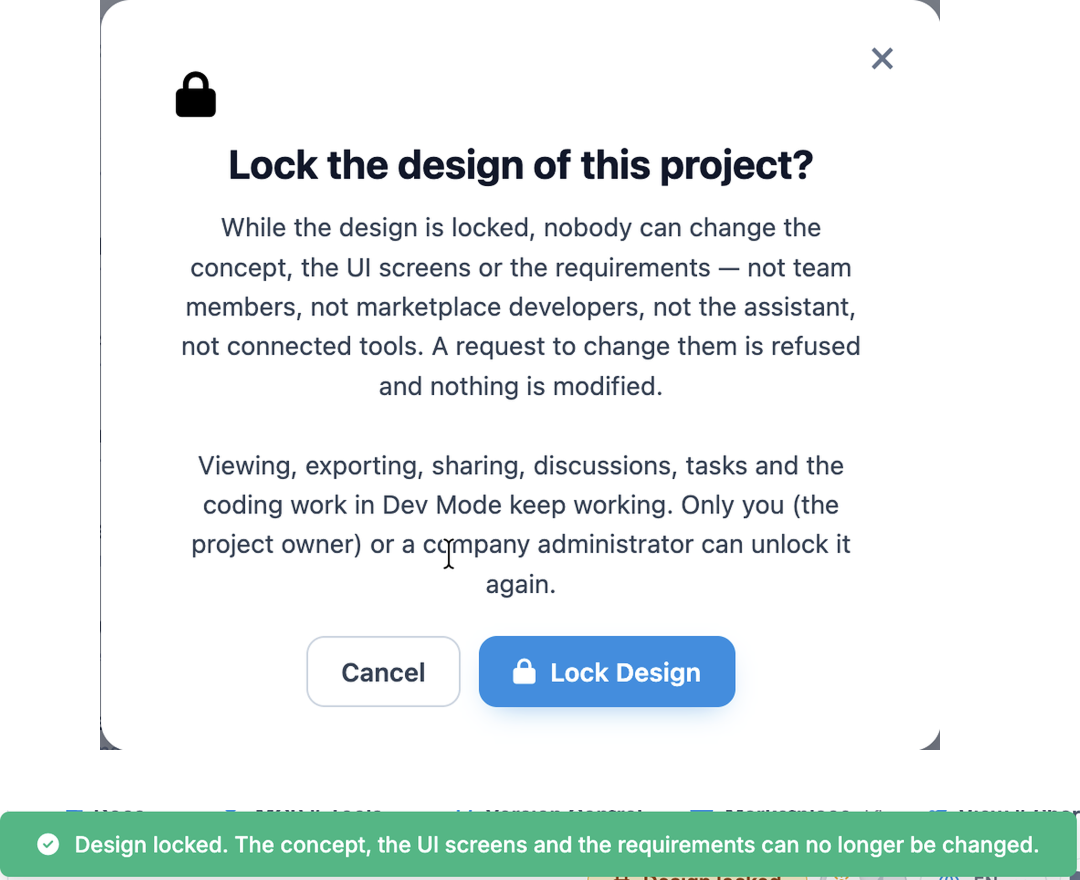 Lock the design of this project?
While the design is locked, nobody can change the
concept, the UI screens or the requirements — not team
members, not marketplace developers, not the assistant,
not connected tools. A request to change them is refused
and nothing is modified.
Viewing, exporting, sharing, discussions, tasks and the
coding work in Dev Mode keep working. Only you (the
project owner) or a company administrator can unlock it
again.
Cancel
Lock Design
Design locked. The concept, the UI screens and the requirements can no longer be changed.